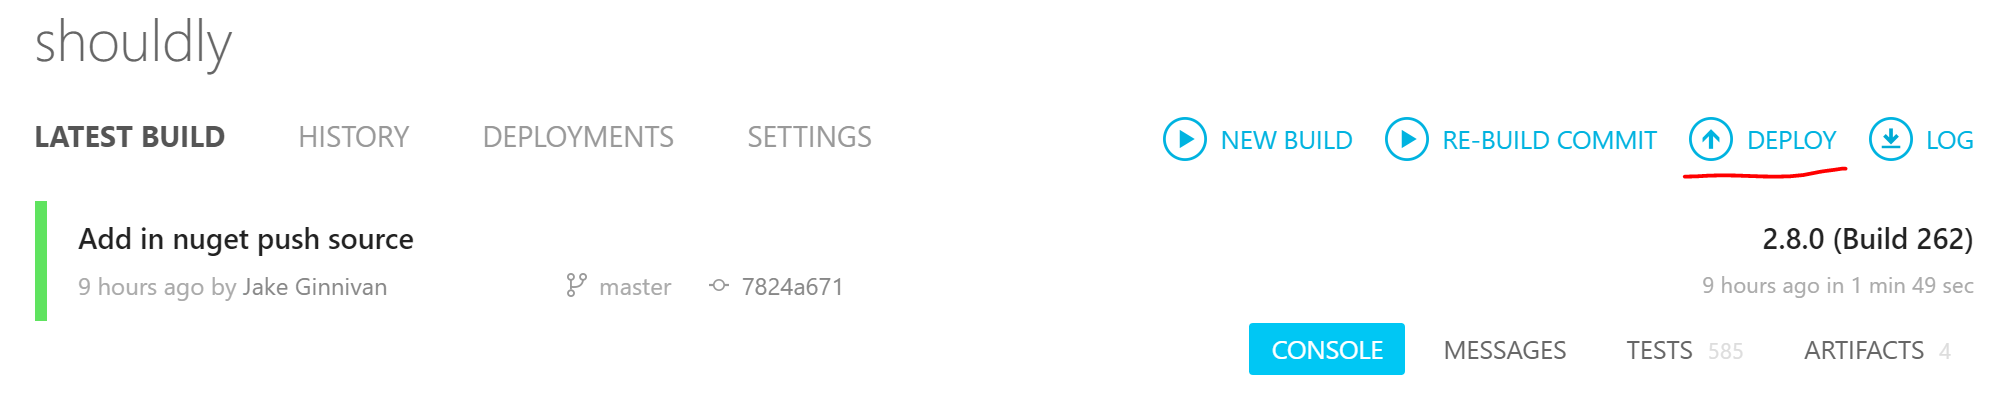 shouldly
LATEST BUILD HISTORY DEPLOYMENTS SETTINGS NEW BUILD RE-BUILD COMMIT DEPLOY LOG
Add in nuget push source 2.8.0 (Build 262)
9 hours ago by Jake Ginnivan master 7824a671 9 hours ago in 1 min 49 sec
CONSOLE MESSAGES TESTS 585 ARTIFACTS 4